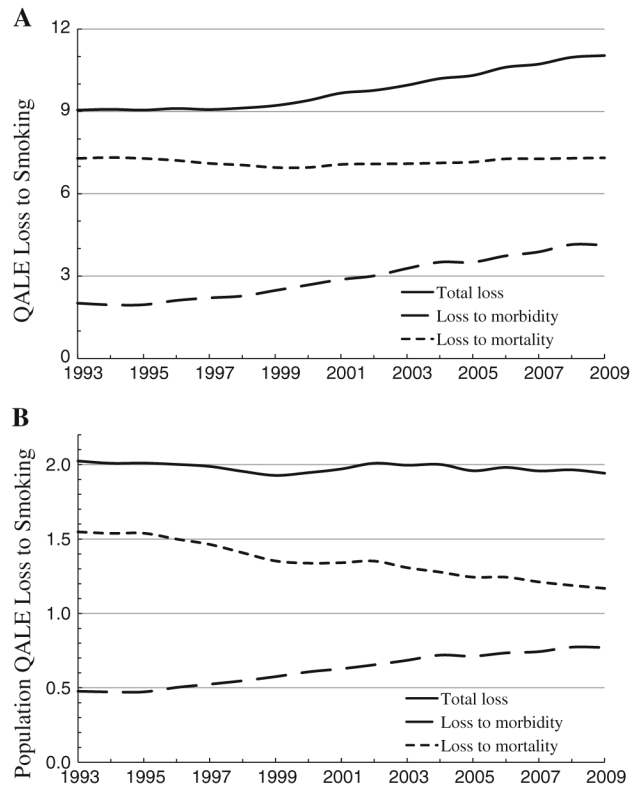 A
QALE Loss to Smoking
12
9
6
3
0
Total loss
Loss to morbidity
Loss to mortality
1993 1995 1997 1999 2001 2003 2005 2007 2009
B
Population QALE Loss to Smoking
2.0
1.5
1.0
0.5
0.0
Total loss
Loss to morbidity
Loss to mortality
1993 1995 1997 1999 2001 2003 2005 2007 2009